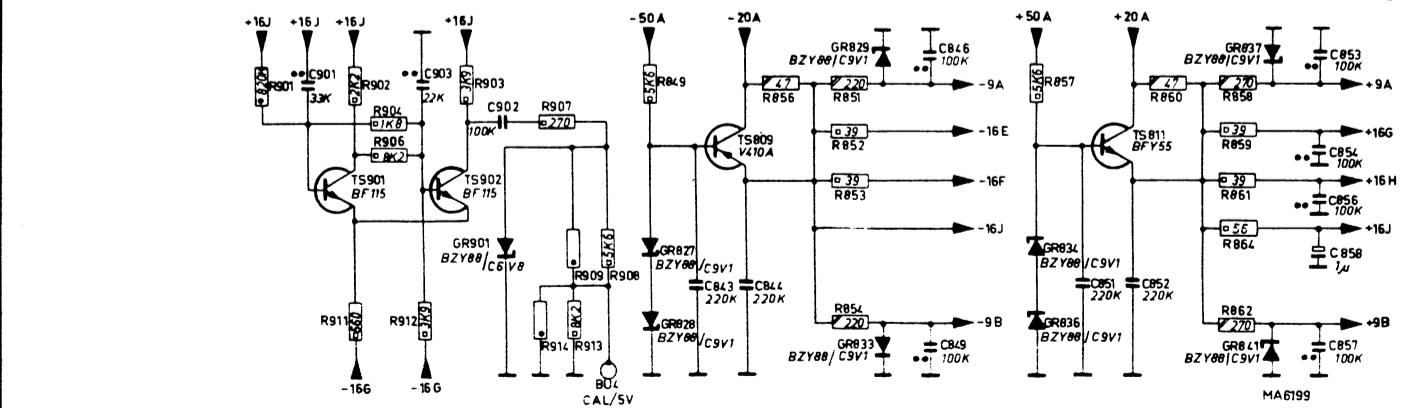 +16J
+16J
+16J
+16J
-50A
-20A
+50A
+20A
R901
820K
C901
33K
R902
2K2
C903
22K
R903
3K9
R904
1K8
R906
8K2
C902
100K
R907
270
TS901
BF115
TS902
BF115
GR901
BZY88/C6V8
R909
R908
5K6
R911
R912
3K9
R914
R913
8K2
-16G
-16G
BU4
CAL/5V
R849
5K6
GR827
BZY88/C9V1
GR828
BZY88/C9V1
C843
220K
C844
220K
TS809
V410A
47
R856
220
R851
GR829
BZY88/C9V1
C846
100K
-9A
39
R852
-16E
39
R853
-16F
-16J
R854
220
-9B
GR833
BZY88/C9V1
C849
100K
R857
5K6
GR834
BZY88/C9V1
GR836
BZY88/C9V1
C851
220K
C852
220K
TS811
BFY55
47
R860
270
R858
GR837
BZY88/C9V1
C853
100K
+9A
39
R859
+16G
C854
100K
39
R861
+16H
C856
100K
56
R864
+16J
C858
1µ
R862
270
+9B
GR841
BZY88/C9V1
C857
100K
MA6199